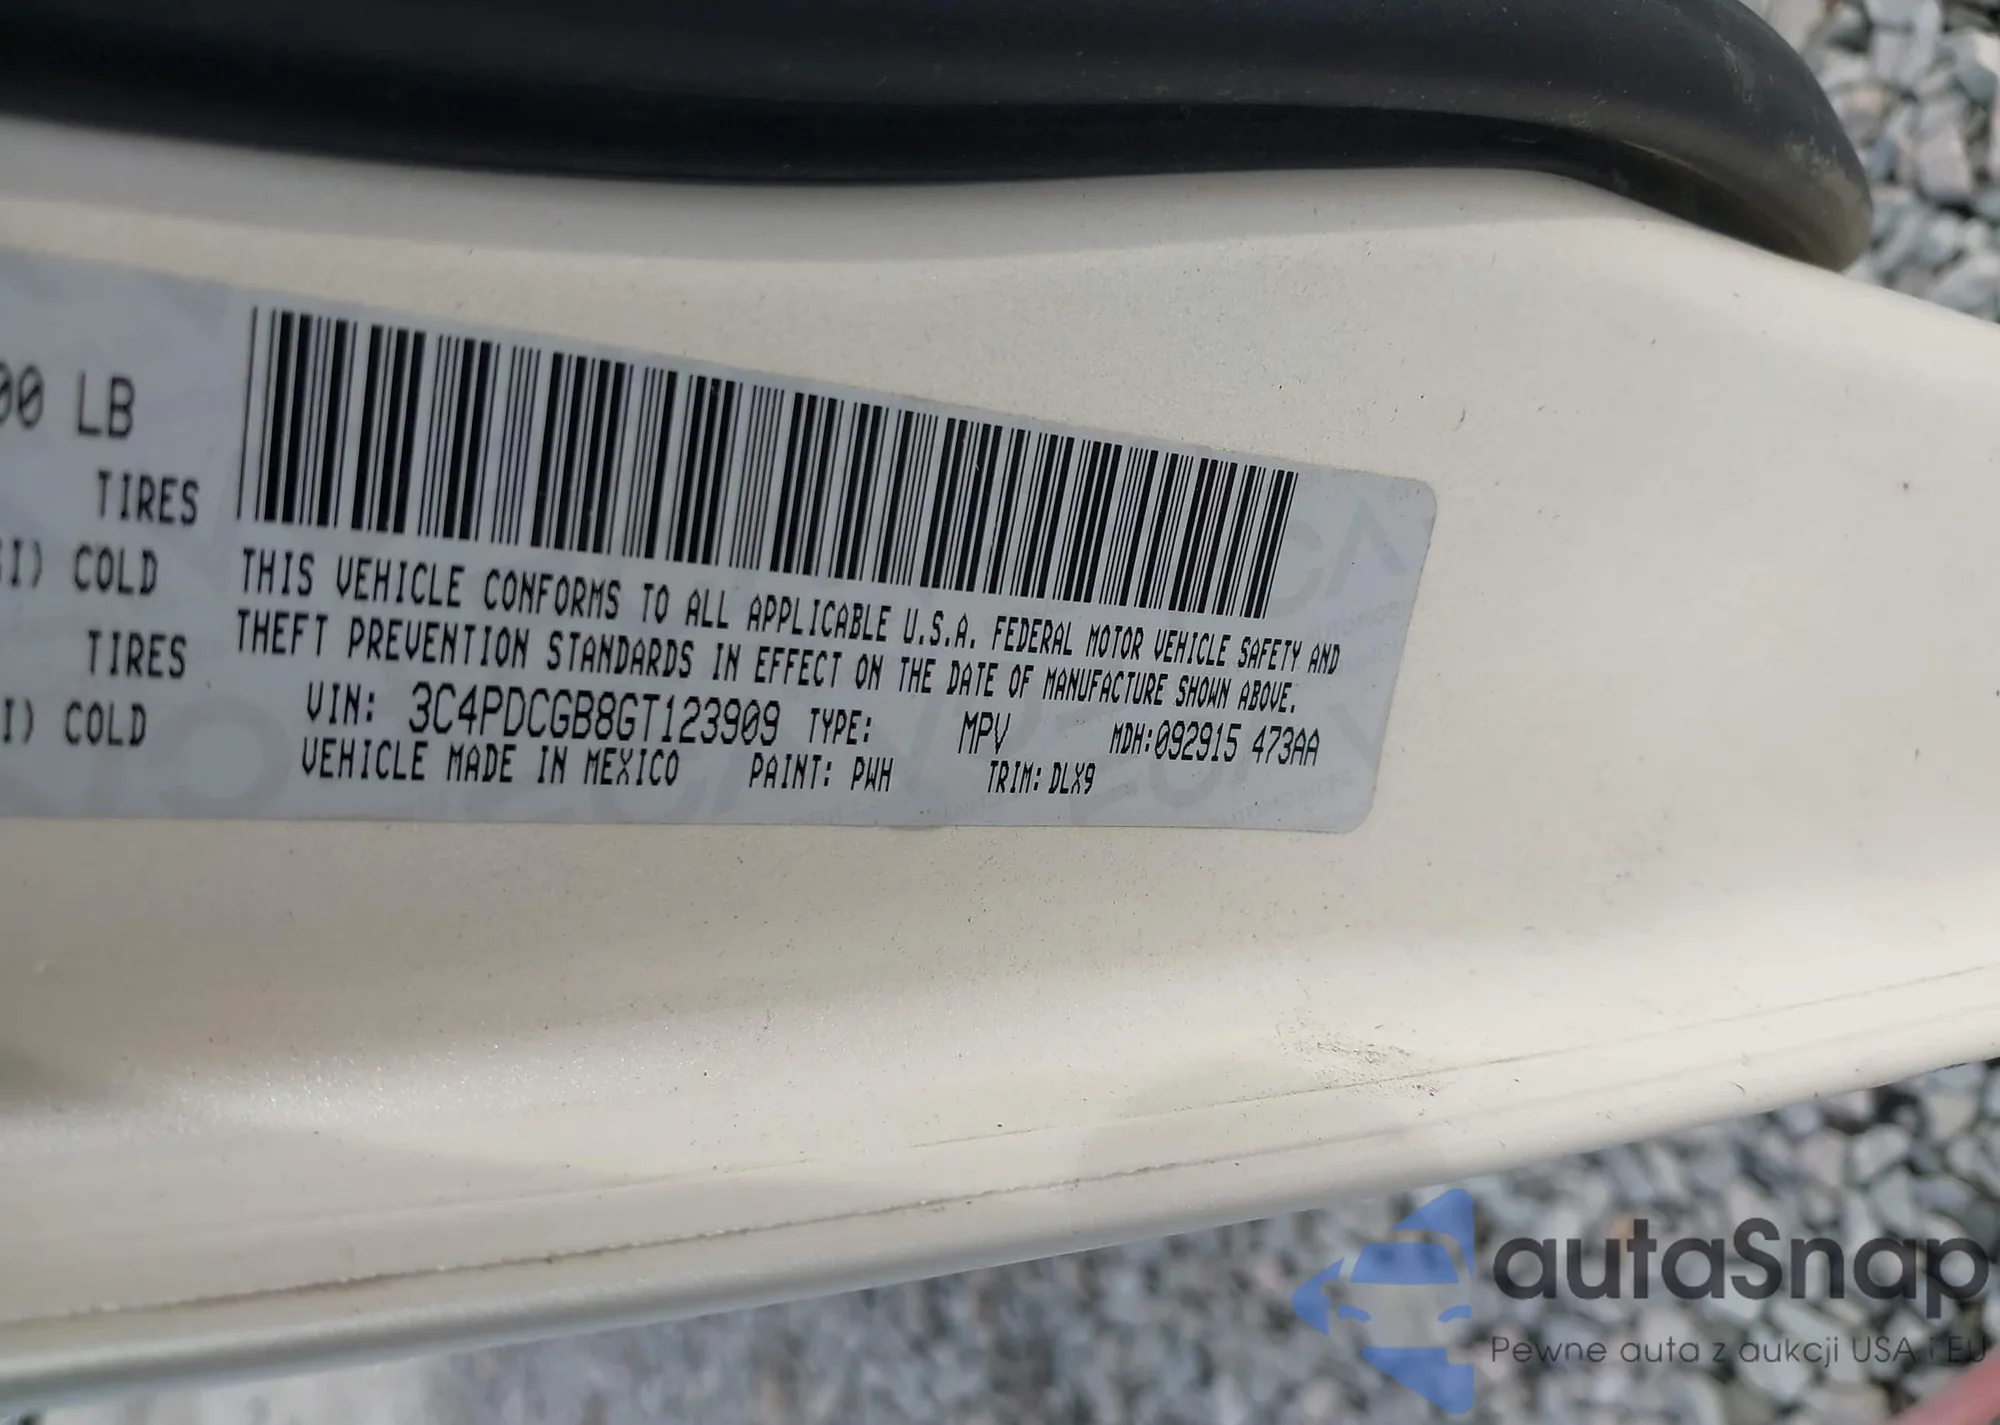 00 LB
TIRES
SI) COLD
TIRES
I) COLD
THIS VEHICLE CONFORMS TO ALL APPLICABLE U.S.A. FEDERAL MOTOR VEHICLE SAFETY AND
THEFT PREVENTION STANDARDS IN EFFECT ON THE DATE OF MANUFACTURE SHOWN ABOVE.
VIN: 3C4PDCGB8GT123909 TYPE: MPV MDH:092915 473AA
VEHICLE MADE IN MEXICO PAINT: PWH TRIM: DLX9
autaSnap
Pewne auta z aukcji USA i EU